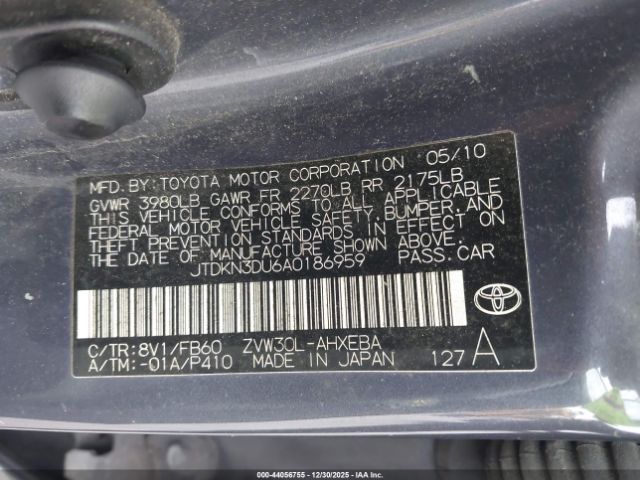 MFD. BY: TOYOTA MOTOR CORPORATION 05/10
GVWR 3980LB GAWR FR 2270LB RR 2175LB
THIS VEHICLE CONFORMS TO ALL APPLICABLE
FEDERAL MOTOR VEHICLE SAFETY, BUMPER, AND
THEFT PREVENTION STANDARDS IN EFFECT ON
THE DATE OF MANUFACTURE SHOWN ABOVE.
JTDKN3DU6A0186959 PASS. CAR
C/TR: 8V1/FB60 ZVW30L-AHXEBA
A/TM: -01A/P410 MADE IN JAPAN 127 A
000-44056755 - 12/30/2025 - IAAI.COM